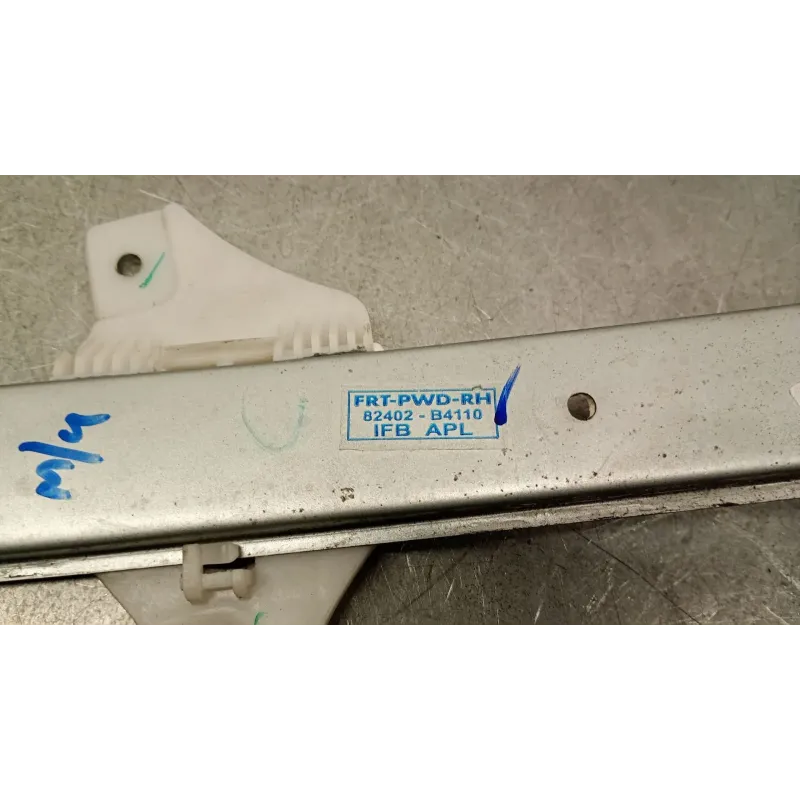 FRT-PWD-RH
82402 - B4110
IFB APL